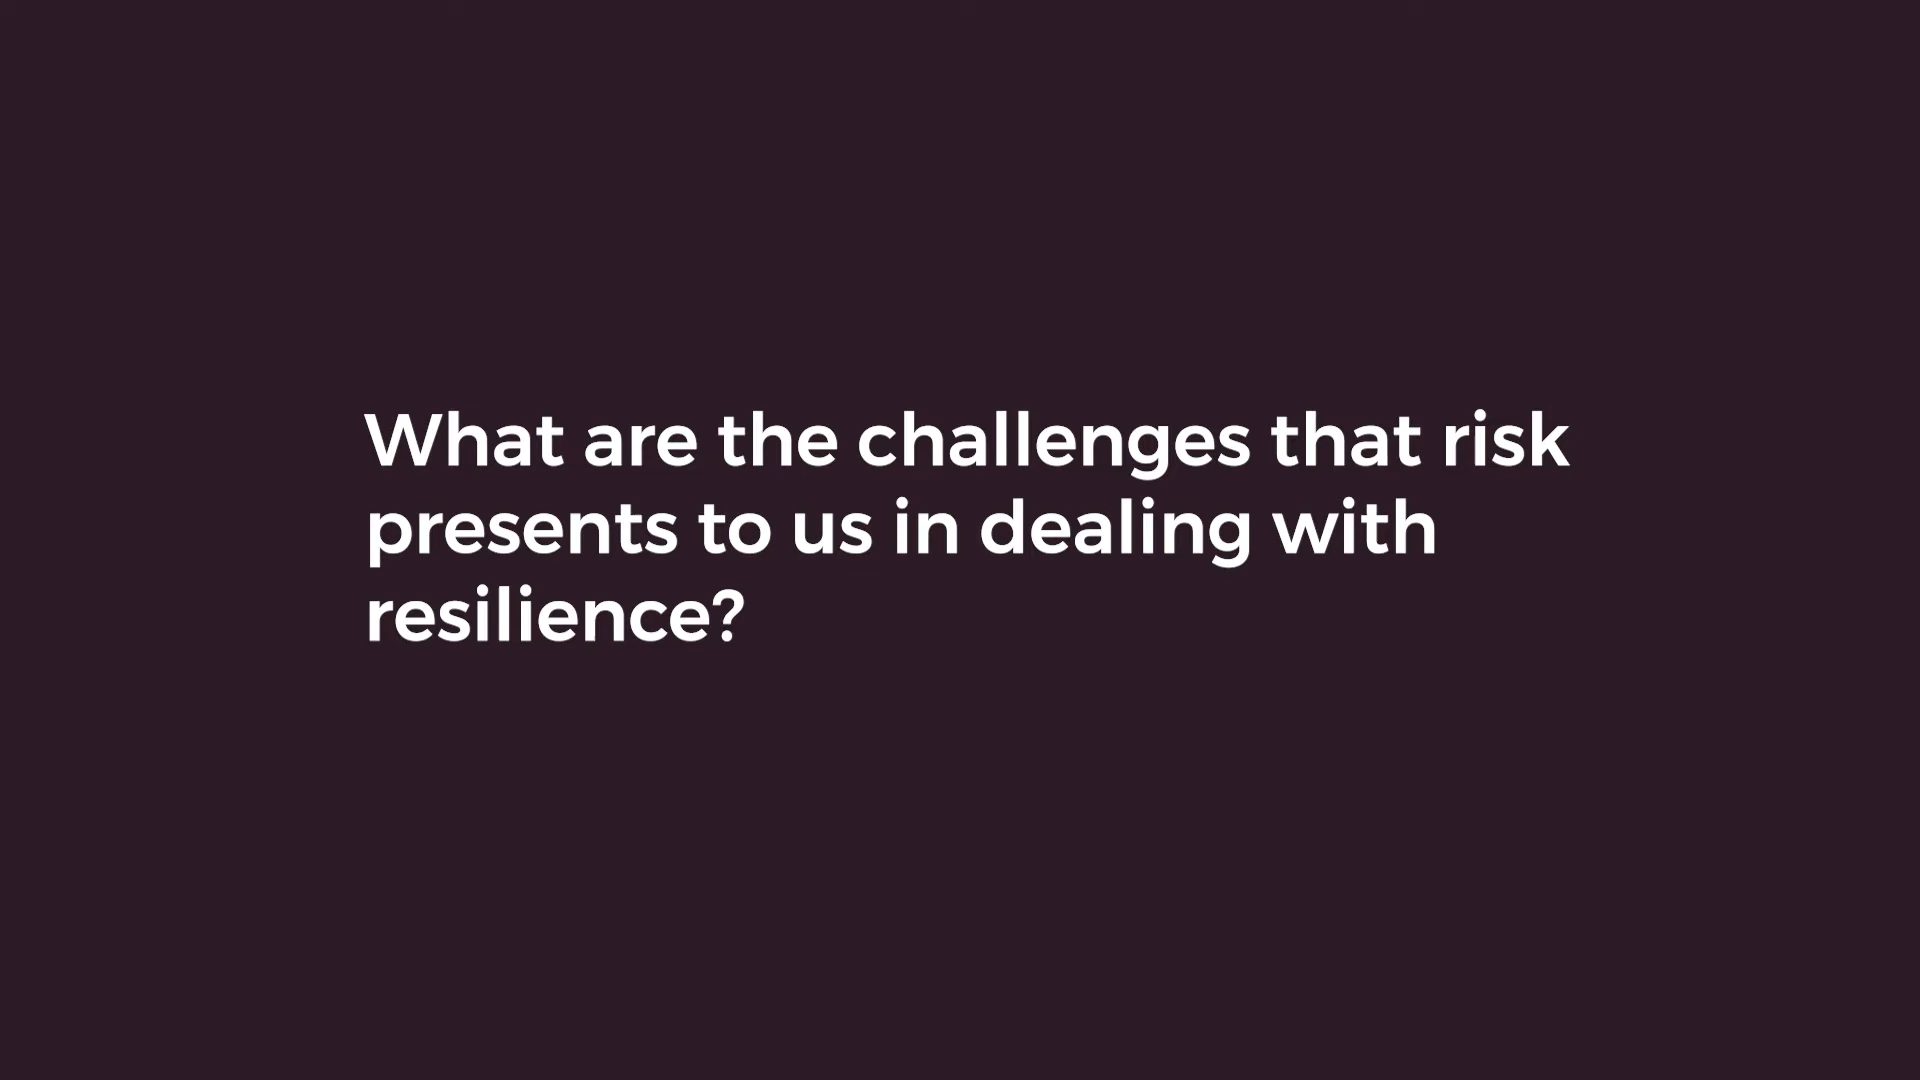 What are the challenges that risk
presents to us in dealing with
resilience?